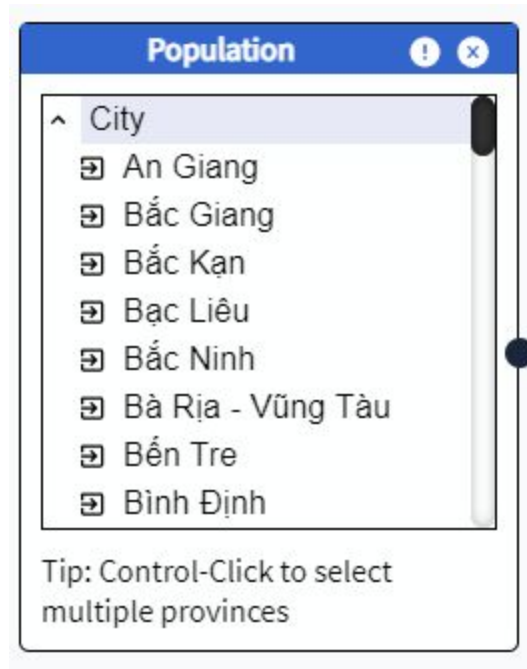 Population
City
An Giang
Bắc Giang
Bắc Kạn
Bạc Liêu
Bắc Ninh
Bà Rịa - Vũng Tàu
Bến Tre
Bình Định
Tip: Control-Click to select
multiple provinces